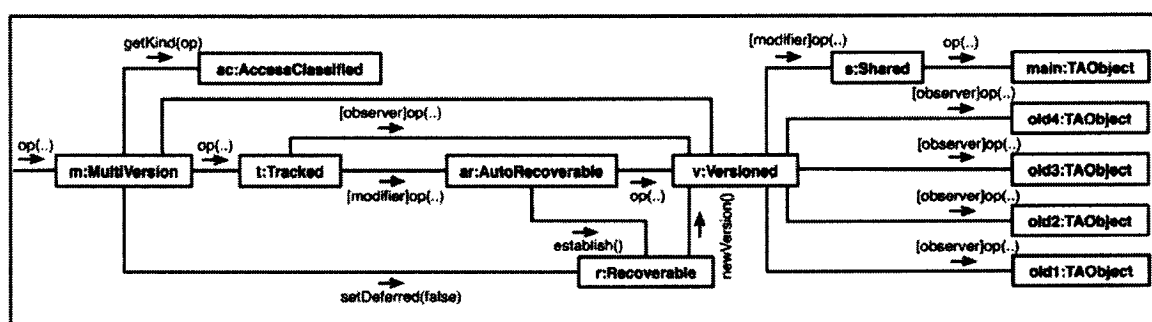 getKind(op)
ac:AccessClassified
[modifier]op(..)
s:Shared
op(..)
main:TAObject
[observer]op(..)
old4:TAObject
[observer]op(..)
op(..)
m:MultiVersion
op(..)
t:Tracked
[modifier]op(..)
ar:AutoRecoverable
op(..)
v:Versioned
[observer]op(..)
old3:TAObject
newVersion()
[observer]op(..)
old2:TAObject
establish()
r:Recoverable
[observer]op(..)
old1:TAObject
setDeferred(false)